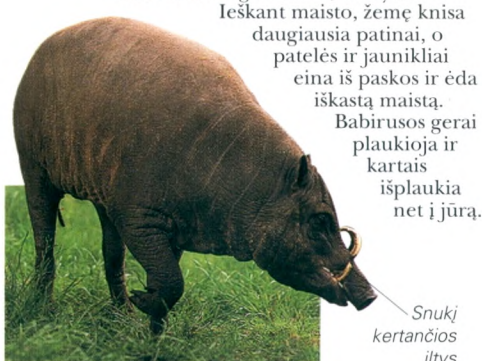 Ieškant maisto, žemę knisa
daugiausia patinai, o
patelės ir jaunikliai
eina iš paskos ir ėda
iškastą maistą.
Babirusos gerai
plaukioja ir
kartais
išplaukia
net į jūrą.
Snukį
kertančios
iltys